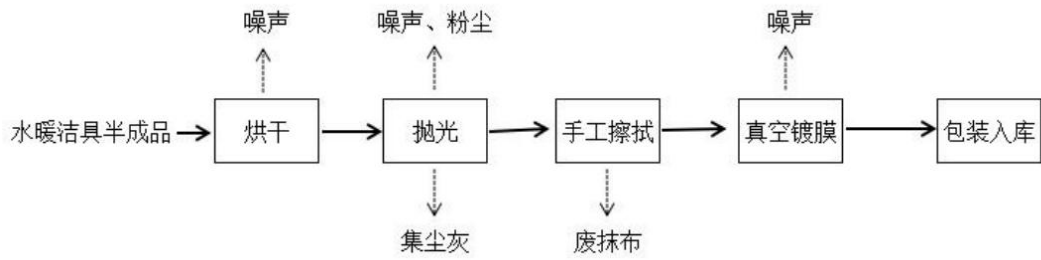 噪声
噪声、粉尘
噪声
水暖洁具半成品
烘干
抛光
手工擦拭
真空镀膜
包装入库
集尘灰
废抹布